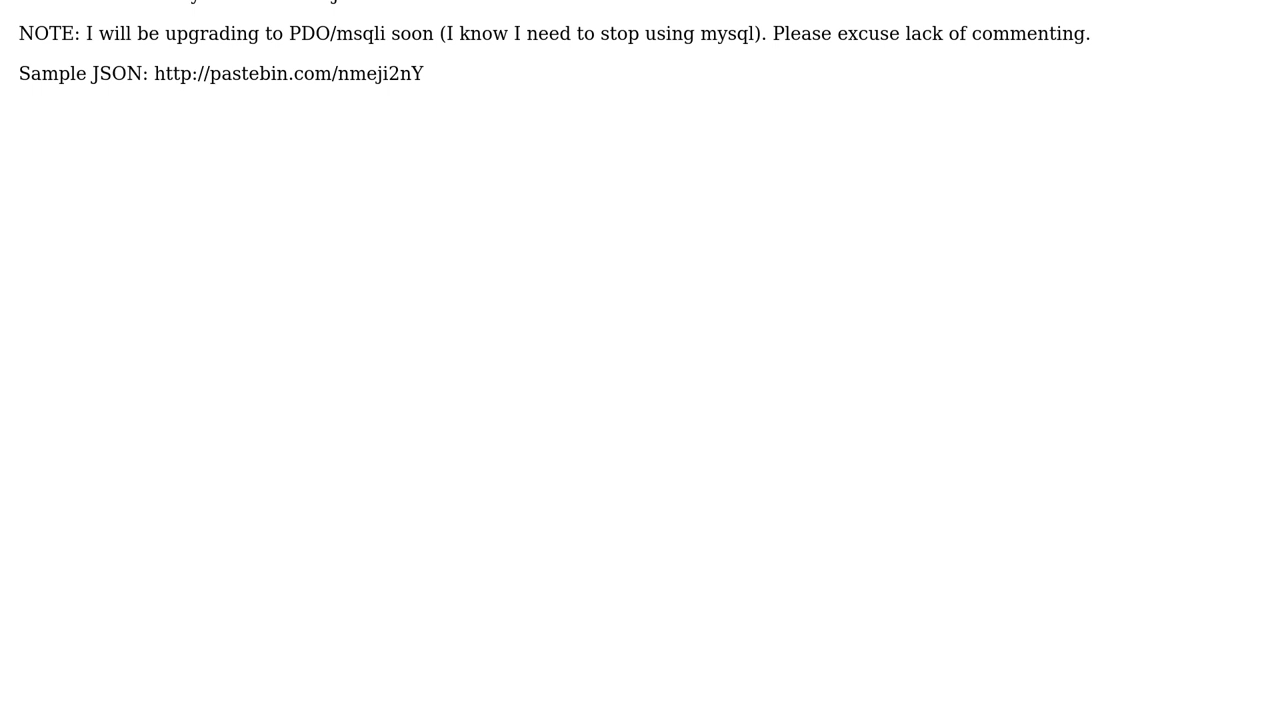 NOTE: I will be upgrading to PDO/msqli soon (I know I need to stop using mysql). Please excuse lack of commenting.
Sample JSON: http://pastebin.com/nmeji2nY